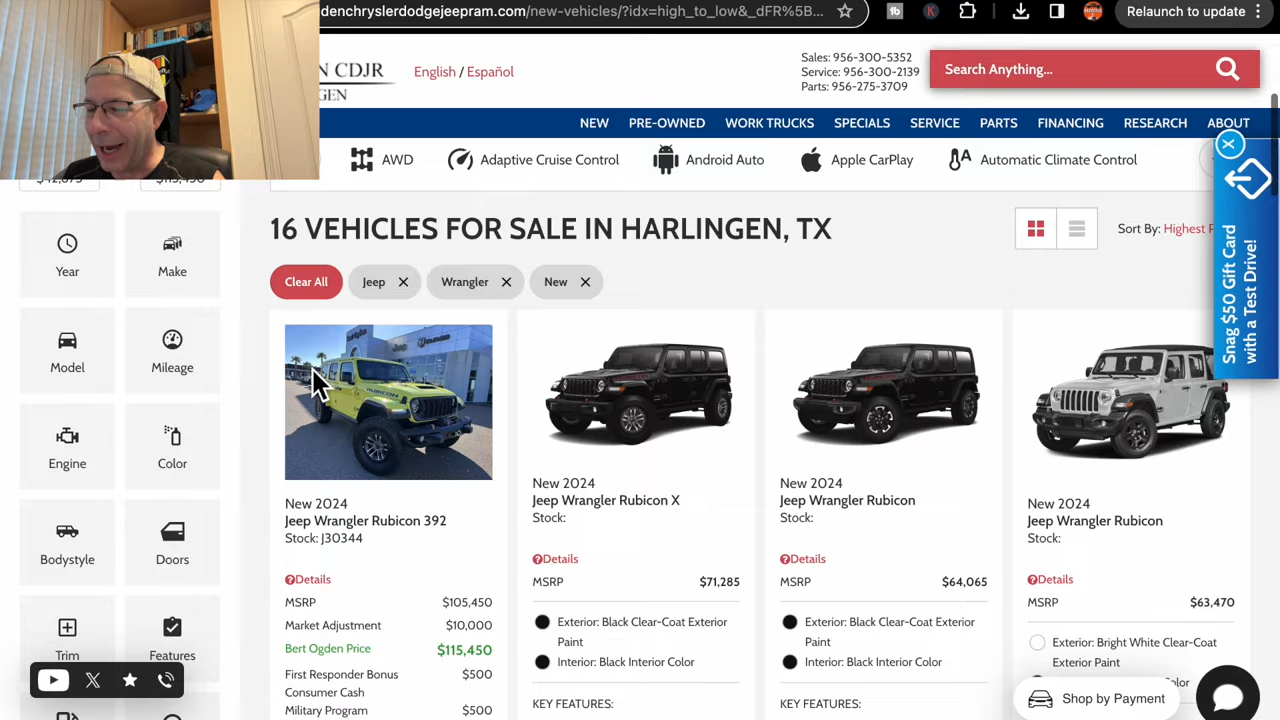 denchryslerdodgejeepram.com/new-vehicles/?idx=high_to_low&_dFR%5B...
Relaunch to update
N CDJR
GEN
English / Español
Sales: 956-300-5352
Service: 956-300-2139
Parts: 956-275-3709
Search Anything...
NEW PRE-OWNED WORK TRUCKS SPECIALS SERVICE PARTS FINANCING RESEARCH ABOUT
AWD Adaptive Cruise Control Android Auto Apple CarPlay Automatic Climate Control
16 VEHICLES FOR SALE IN HARLINGEN, TX
Sort By: Highest P
Clear All Jeep Wrangler New
Snag $50 Gift Card
with a Test Drive!
Year
Make
Model
Mileage
Engine
Color
Bodystyle
Doors
Trim
Features
New 2024
Jeep Wrangler Rubicon 392
Stock: J30344
Details
MSRP $105,450
Market Adjustment $10,000
Bert Ogden Price $115,450
First Responder Bonus $500
Consumer Cash
Military Program $500
New 2024
Jeep Wrangler Rubicon X
Stock:
Details
MSRP $71,285
Exterior: Black Clear-Coat Exterior
Paint
Interior: Black Interior Color
KEY FEATURES:
New 2024
Jeep Wrangler Rubicon
Stock:
Details
MSRP $64,065
Exterior: Black Clear-Coat Exterior
Paint
Interior: Black Interior Color
KEY FEATURES:
New 2024
Jeep Wrangler Rubicon
Stock:
Details
MSRP $63,470
Exterior: Bright White Clear-Coat
Exterior Paint
Color
Shop by Payment